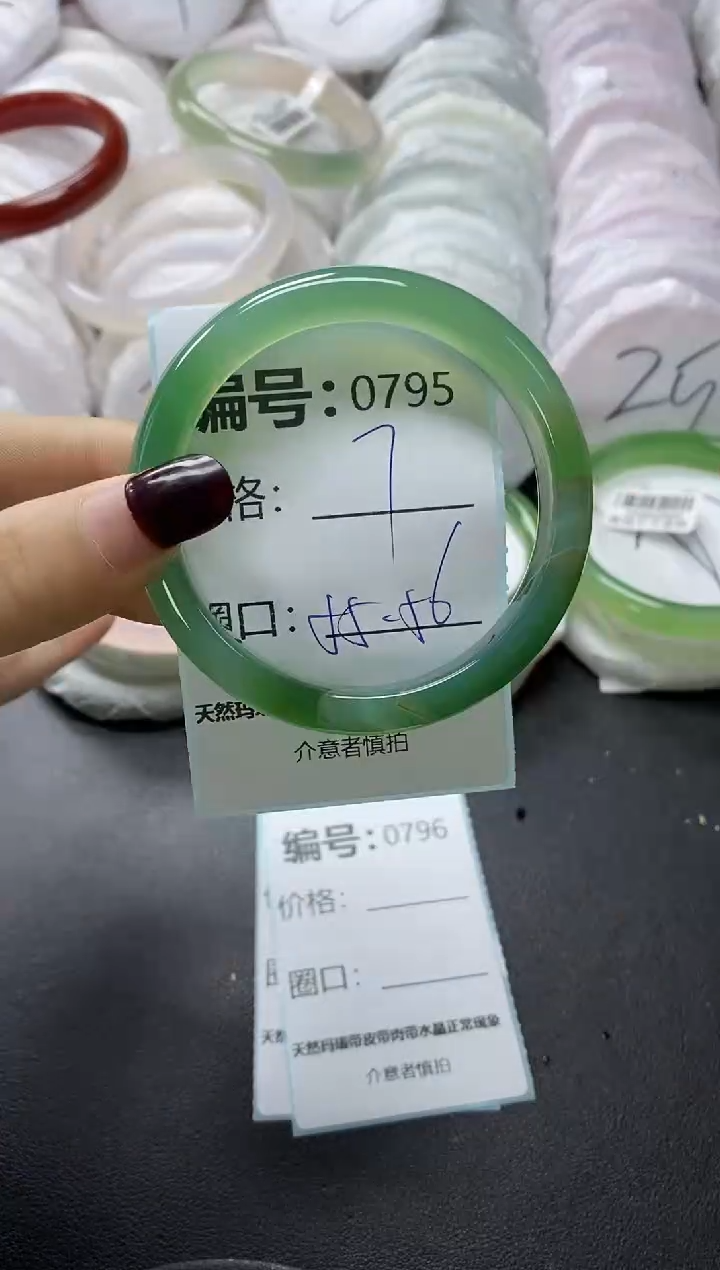 编号：0795
格： 7
圈口： 55-56
天然玛
介意者慎拍
25
编号：0796
价格：
圈口：
天然玛瑙带皮带肉带水晶正常现象
介意者慎拍